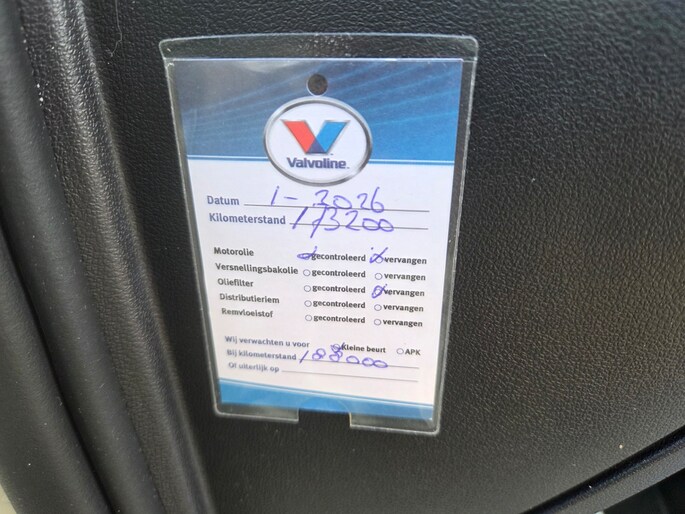 Valvoline™
Datum 1 - 2026
Kilometerstand 173200
Motorolie gecontroleerd vervangen
Versnellingsbakolie gecontroleerd vervangen
Oliefilter gecontroleerd vervangen
Distributieriem gecontroleerd vervangen
Remvloeistof gecontroleerd vervangen
Wij verwachten u voor Kleine beurt APK
Bij kilometerstand 188000
Of uiterlijk op